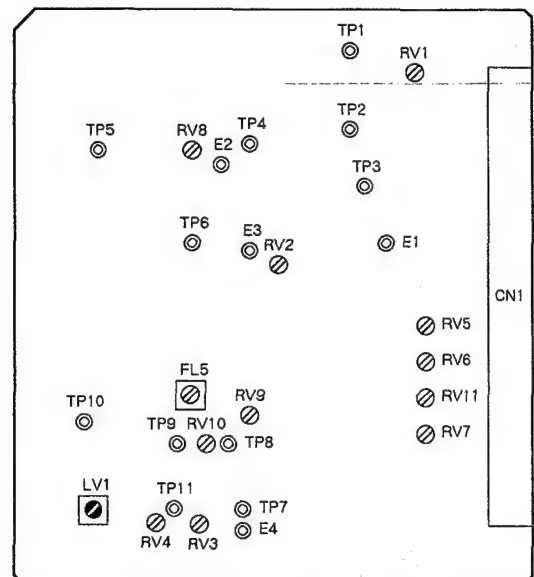 TP1
RV1
TP2
TP5
RV8
TP4
E2
TP3
TP6
E3
RV2
E1
CN1
RV5
RV6
FL5
RV11
TP10
RV9
TP9
RV10
TP8
RV7
LV1
TP11
TP7
RV4
RV3
E4